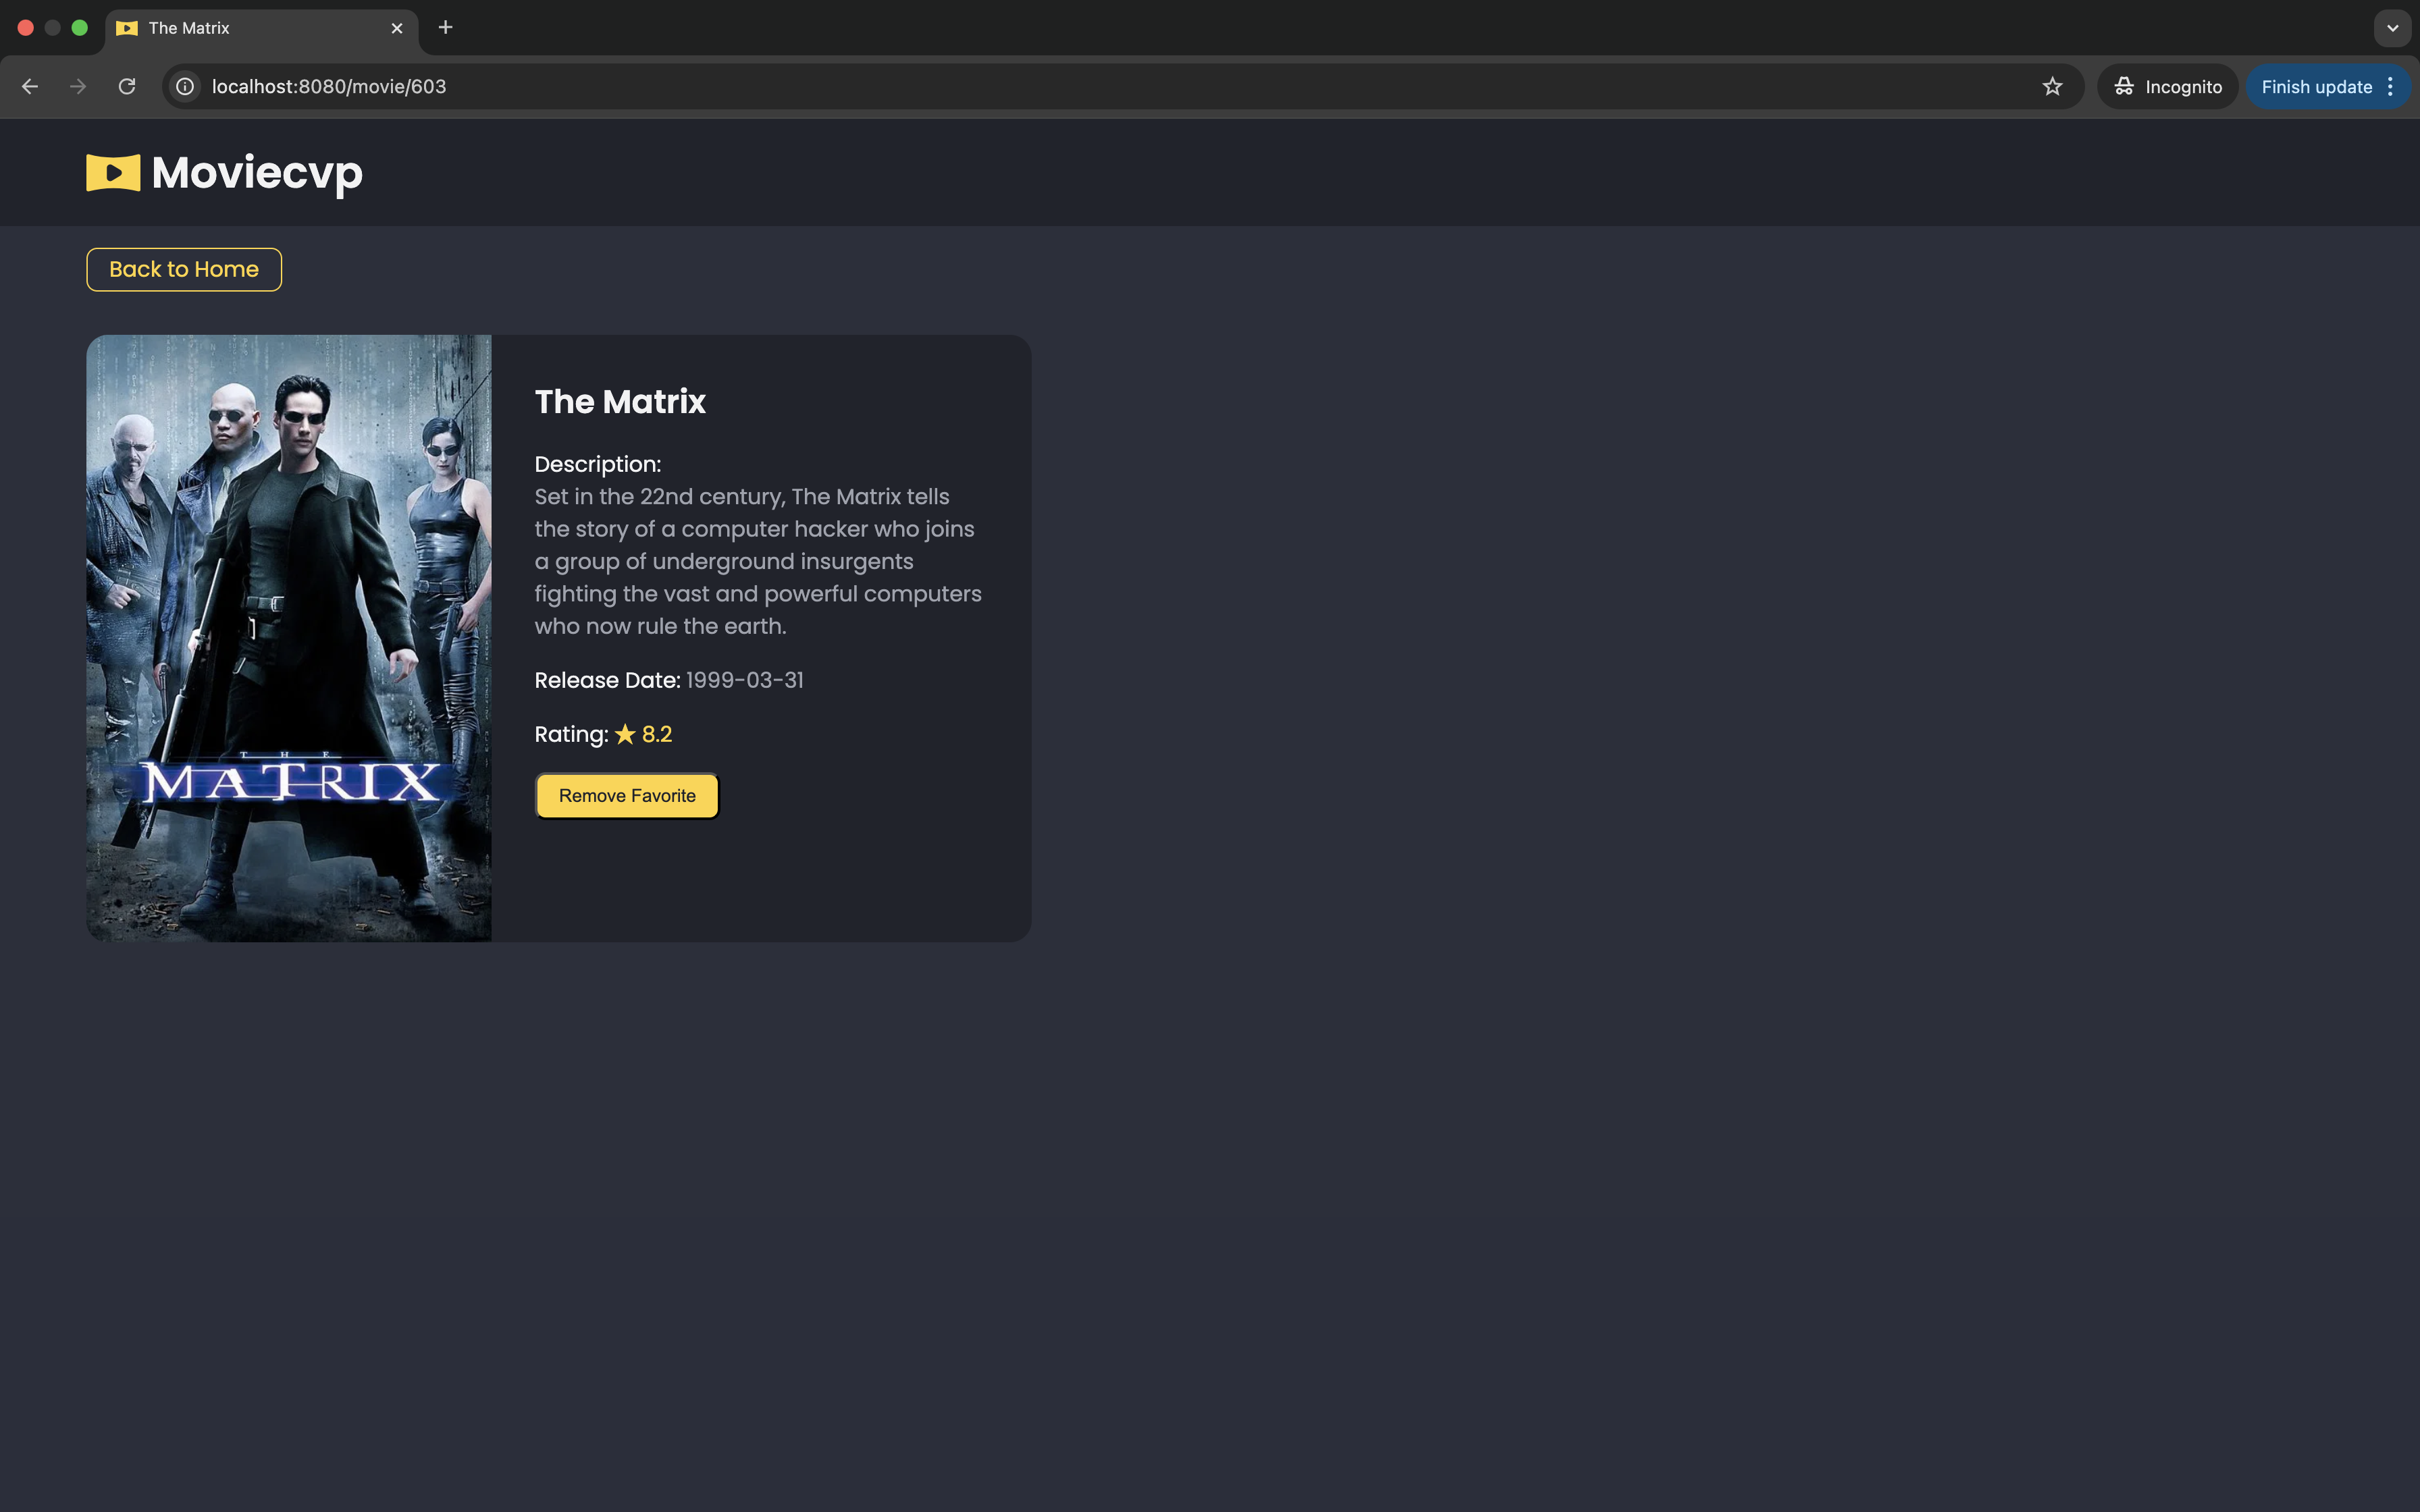 The Matrix
localhost:8080/movie/603
Incognito
Finish update
Moviecvp
Back to Home
The Matrix
Description:
Set in the 22nd century, The Matrix tells
the story of a computer hacker who joins
a group of underground insurgents
fighting the vast and powerful computers
who now rule the earth.
Release Date: 1999-03-31
Rating: ★ 8.2
Remove Favorite
THE
MATRIX